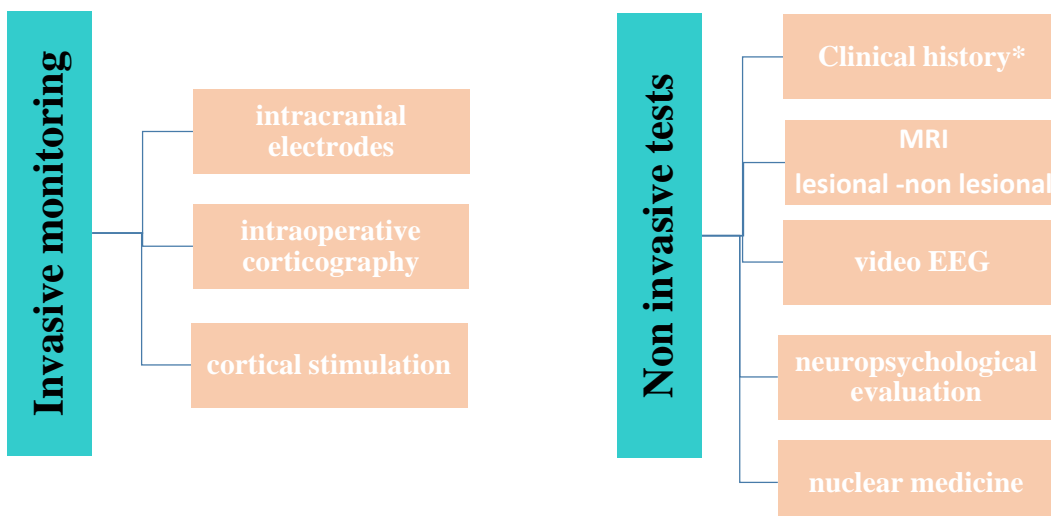 Invasive monitoring
intracranial
electrodes
intraoperative
corticography
cortical stimulation
Non invasive tests
Clinical history*
MRI
lesional -non lesional
video EEG
neuropsychological
evaluation
nuclear medicine